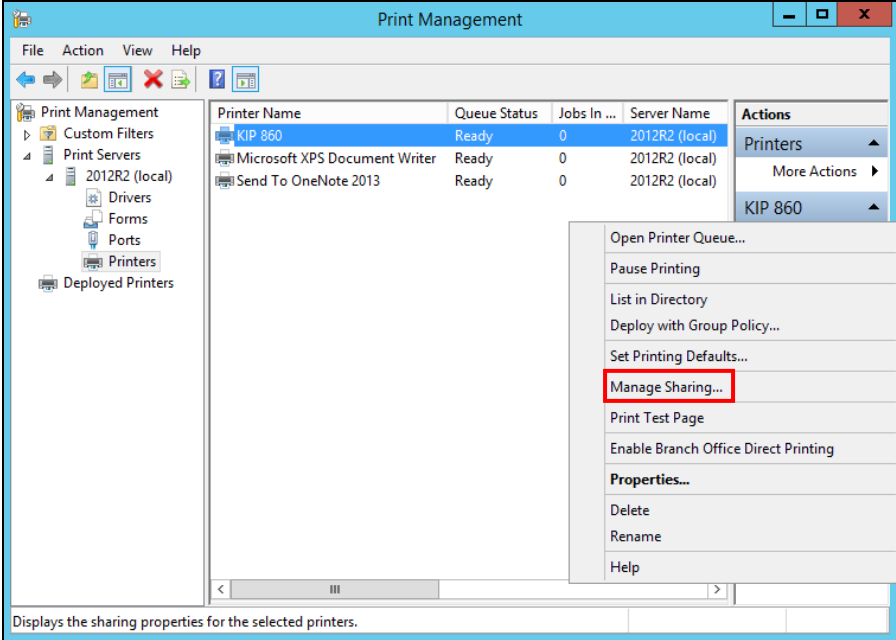 Print Management
File Action View Help
Print Management
Custom Filters
Print Servers
2012R2 (local)
Drivers
Forms
Ports
Printers
Deployed Printers
Printer Name Queue Status Jobs In ... Server Name
KIP 860 Ready 0 2012R2 (local)
Microsoft XPS Document Writer Ready 0 2012R2 (local)
Send To OneNote 2013 Ready 0 2012R2 (local)
Actions
Printers
More Actions
KIP 860
Open Printer Queue...
Pause Printing
List in Directory
Deploy with Group Policy...
Set Printing Defaults...
Manage Sharing...
Print Test Page
Enable Branch Office Direct Printing
Properties...
Delete
Rename
Help
Displays the sharing properties for the selected printers.